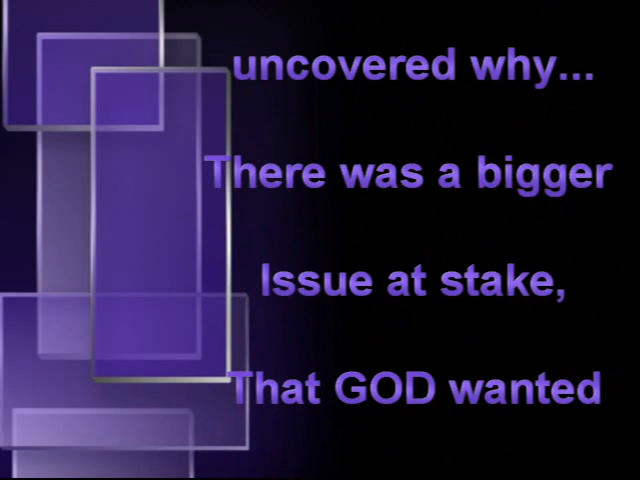 uncovered why...
There was a bigger
Issue at stake,
That GOD wanted